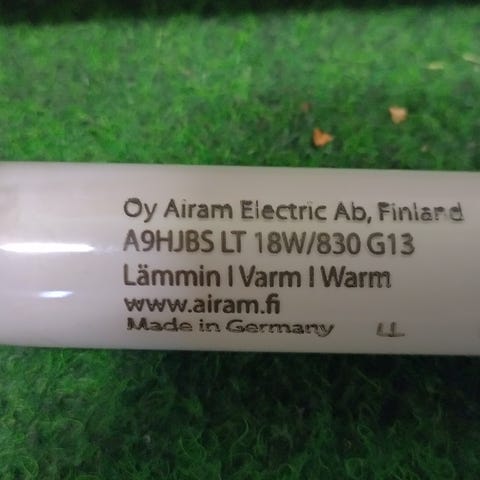 Oy Airam Electric Ab, Finland
A9HJBS LT 18W/830 G13
Lämmin | Varm | Warm
www.airam.fi
Made in Germany